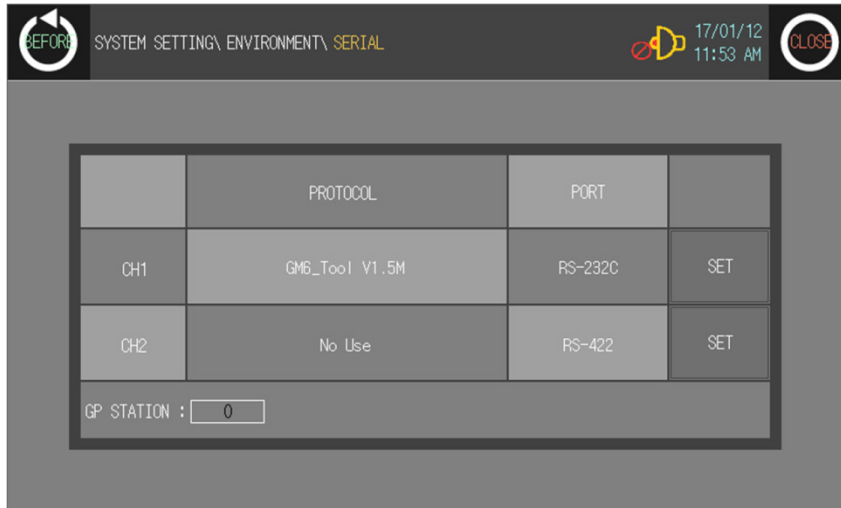 BEFORE SYSTEM SETTING\ ENVIRONMENT\ SERIAL 17/01/12 CLOSE
11:53 AM
PROTOCOL PORT
CH1 GM6_Tool V1.5M RS-232C SET
CH2 No Use RS-422 SET
GP STATION : 0